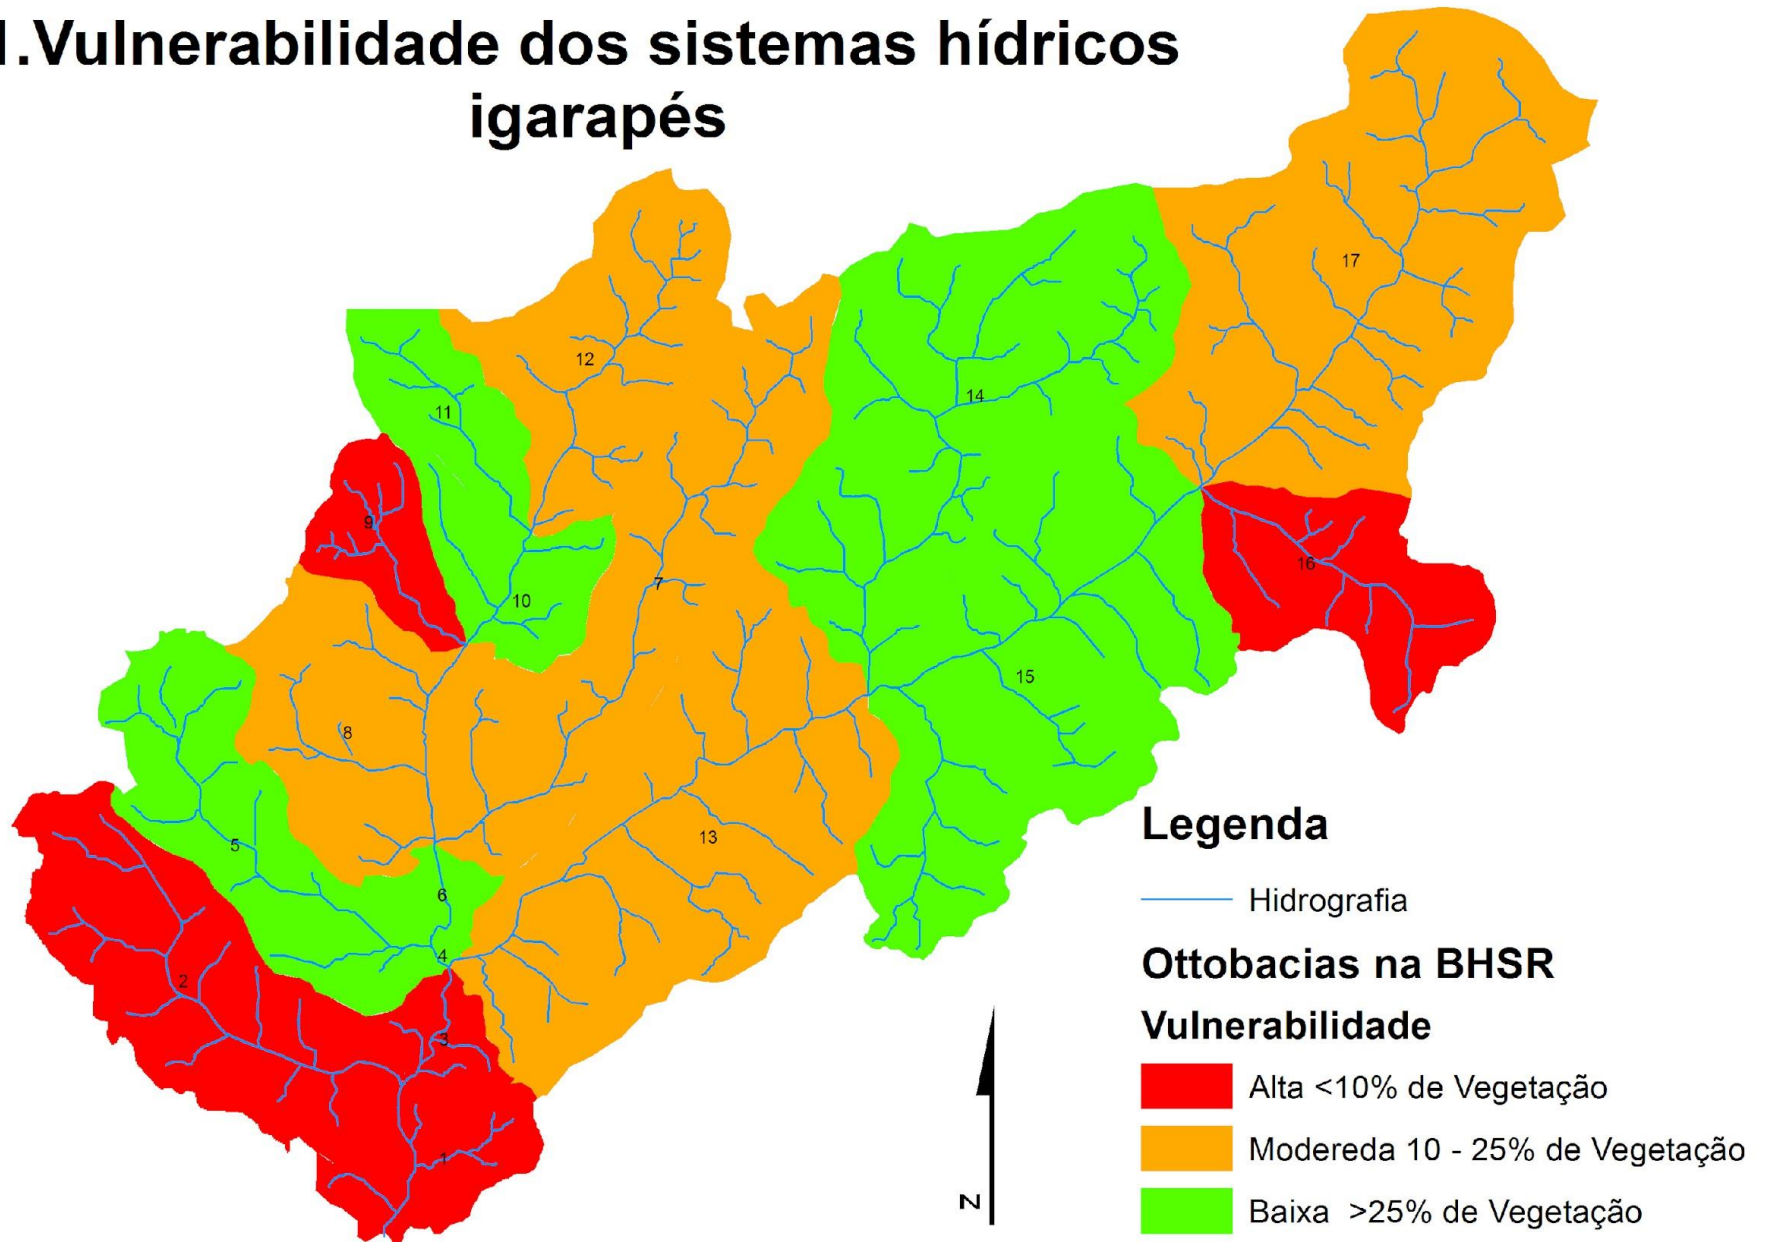 1.Vulnerabilidade dos sistemas hídricos
igarapés
17
12
14
11
9
7
16
10
15
8
13
5
6
4
2
3
1
Legenda
Hidrografia
Ottobacias na BHSR
Vulnerabilidade
Alta <10% de Vegetação
Modereda 10 - 25% de Vegetação
Baixa >25% de Vegetação
N